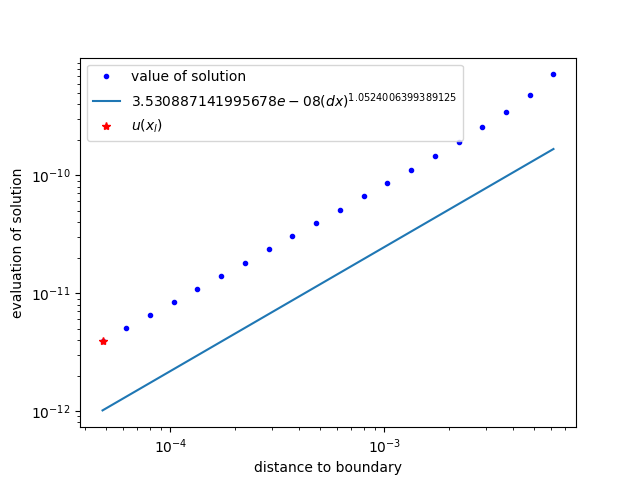 value of solution
3.530887141995678e − 08(dx)^1.0524006399389125
u(x_l)
evaluation of solution
10^−10
10^−11
10^−12
10^−4
10^−3
distance to boundary